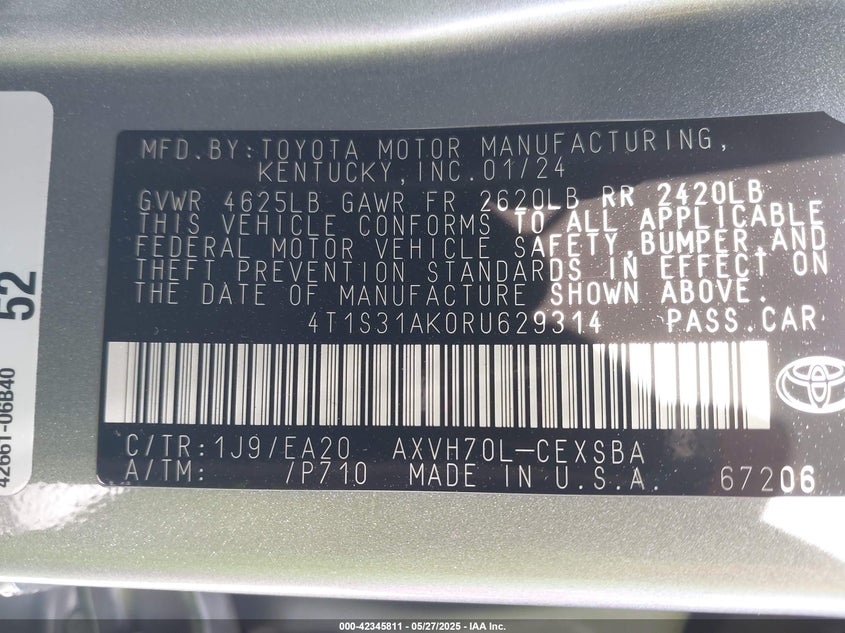 MFD.BY:TOYOTA MOTOR MANUFACTURING,
KENTUCKY,INC.01/24
GVWR 4625LB GAWR FR 2620LB RR 2420LB
THIS VEHICLE CONFORMS TO ALL APPLICABLE
FEDERAL MOTOR VEHICLE SAFETY,BUMPER,AND
THEFT PREVENTION STANDARDS IN EFFECT ON
THE DATE OF MANUFACTURE SHOWN ABOVE.
4T1S31AK0RU629314 PASS.CAR
C/TR:1J9/EA20 AXVH70L-CEXSBA
A/TM: /P710 MADE IN U.S.A. 67206
52
42661-06B40
000-42345811 - 05/27/2025 - IAA Inc.